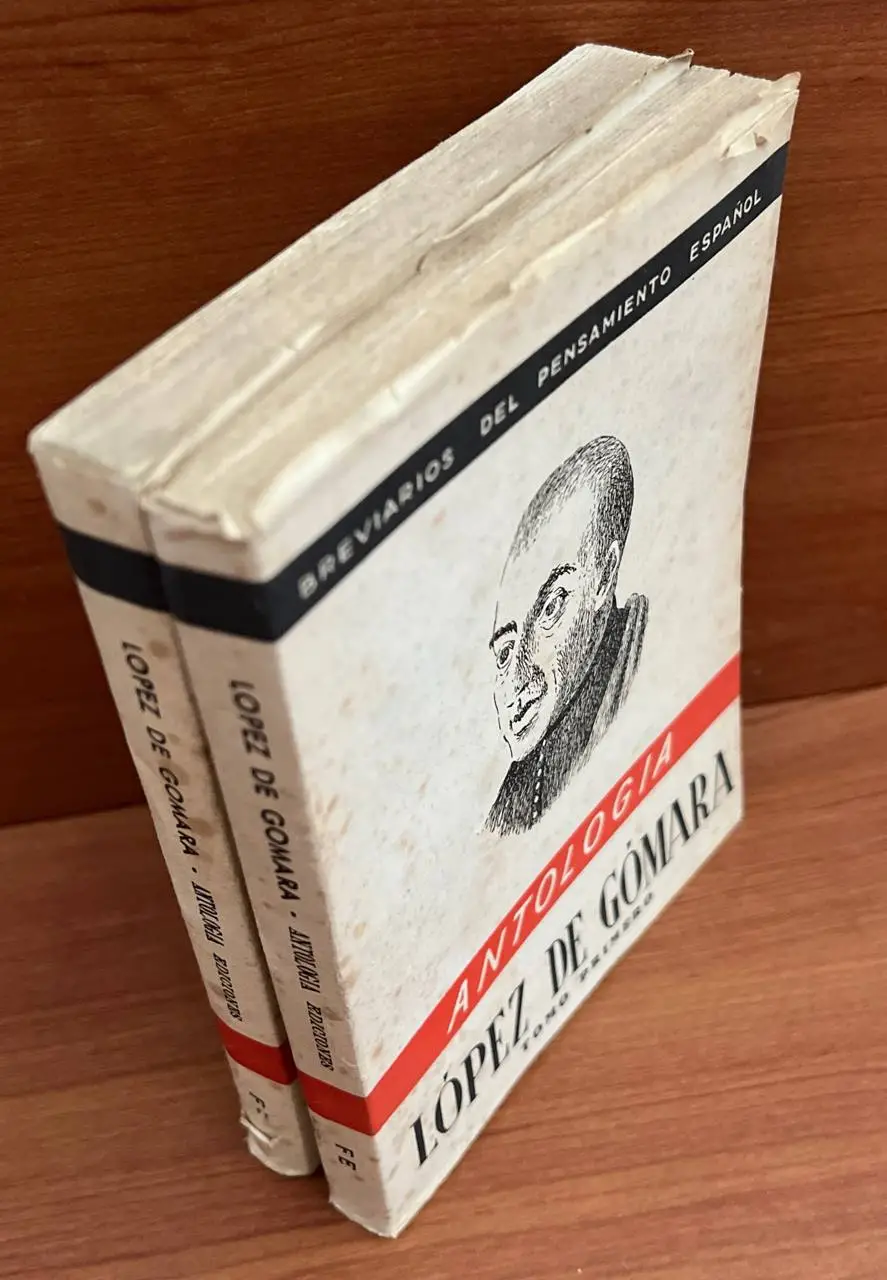 BREVIARIOS DEL PENSAMIENTO ESPAÑOL
ANTOLOGIA
LÓPEZ DE GÓMARA
TOMO PRIMERO
LOPEZ DE GOMARA • ANTOLOGIA EDICIONES
FE
LOPEZ DE GOMARA • ANTOLOGIA EDICIONES
FE